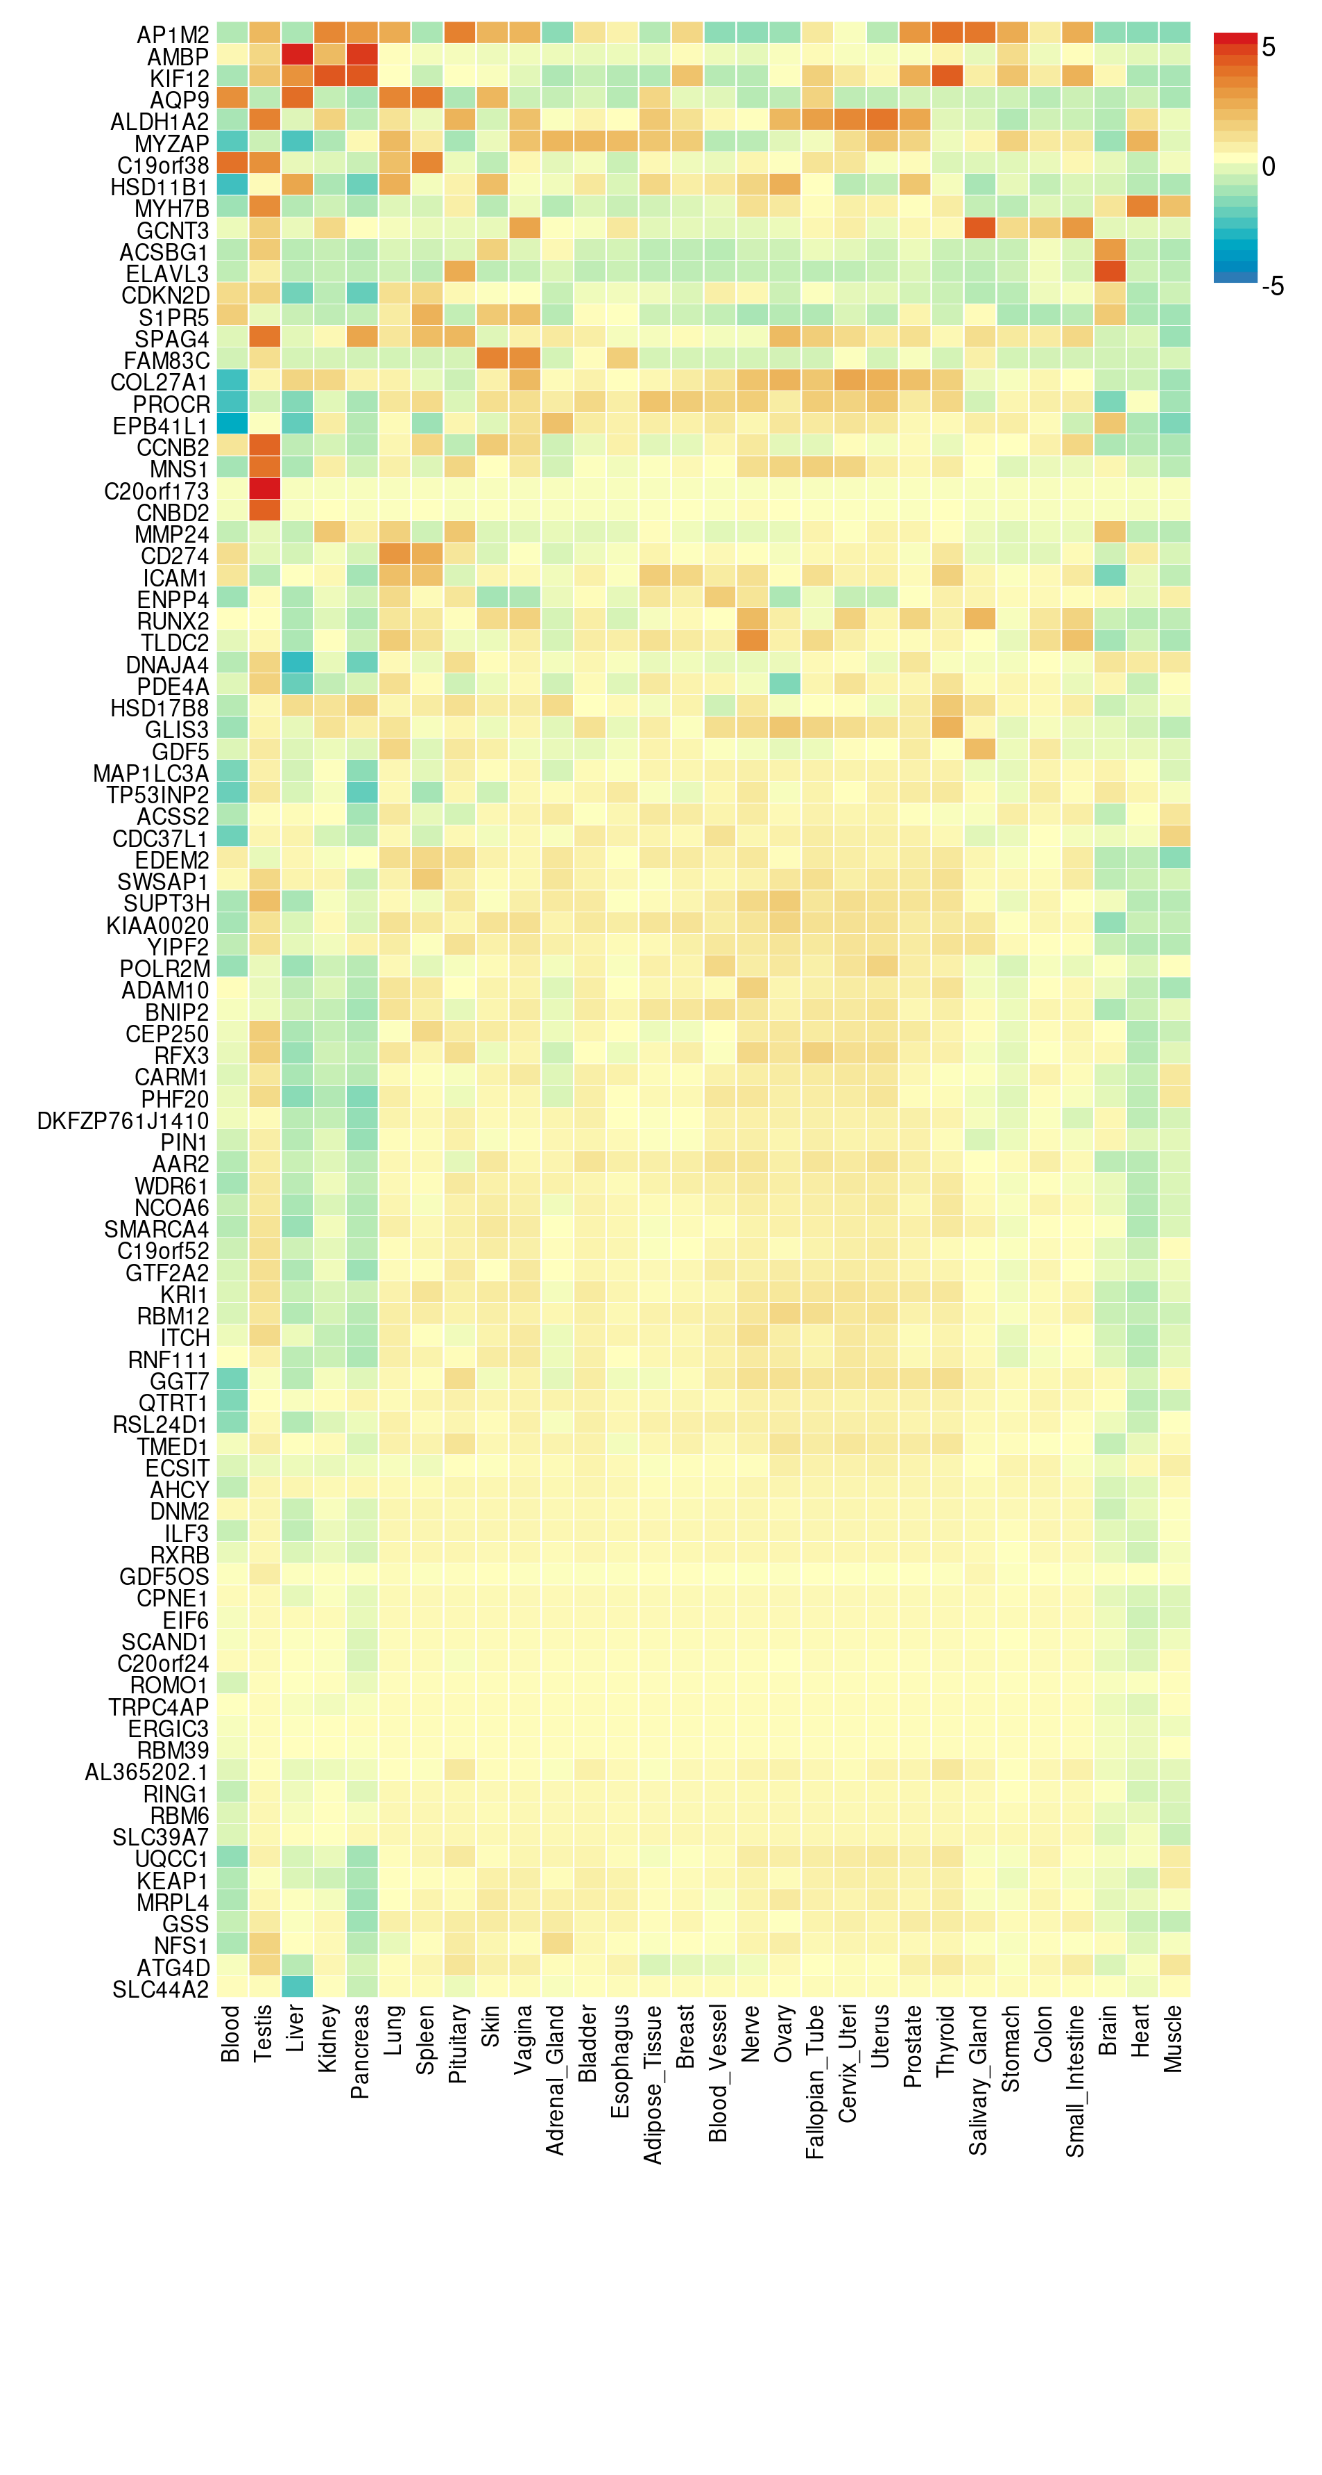 AP1M2
AMBP
KIF12
AQP9
ALDH1A2
MYZAP
C19orf38
HSD11B1
MYH7B
GCNT3
ACSBG1
ELAVL3
CDKN2D
S1PR5
SPAG4
FAM83C
COL27A1
PROCR
EPB41L1
CCNB2
MNS1
C20orf173
CNBD2
MMP24
CD274
ICAM1
ENPP4
RUNX2
TLDC2
DNAJA4
PDE4A
HSD17B8
GLIS3
GDF5
MAP1LC3A
TP53INP2
ACSS2
CDC37L1
EDEM2
SWSAP1
SUPT3H
KIAA0020
YIPF2
POLR2M
ADAM10
BNIP2
CEP250
RFX3
CARM1
PHF20
DKFZP761J1410
PIN1
AAR2
WDR61
NCOA6
SMARCA4
C19orf52
GTF2A2
KRI1
RBM12
ITCH
RNF111
GGT7
QTRT1
RSL24D1
TMED1
ECSIT
AHCY
DNM2
ILF3
RXRB
GDF5OS
CPNE1
EIF6
SCAND1
C20orf24
ROMO1
TRPC4AP
ERGIC3
RBM39
AL365202.1
RING1
RBM6
SLC39A7
UQCC1
KEAP1
MRPL4
GSS
NFS1
ATG4D
SLC44A2
Blood
Testis
Liver
Kidney
Pancreas
Lung
Spleen
Pituitary
Skin
Vagina
Adrenal_Gland
Bladder
Esophagus
Adipose_Tissue
Breast
Blood_Vessel
Nerve
Ovary
Fallopian_Tube
Cervix_Uteri
Uterus
Prostate
Thyroid
Salivary_Gland
Stomach
Colon
Small_Intestine
Brain
Heart
Muscle
5
0
-5